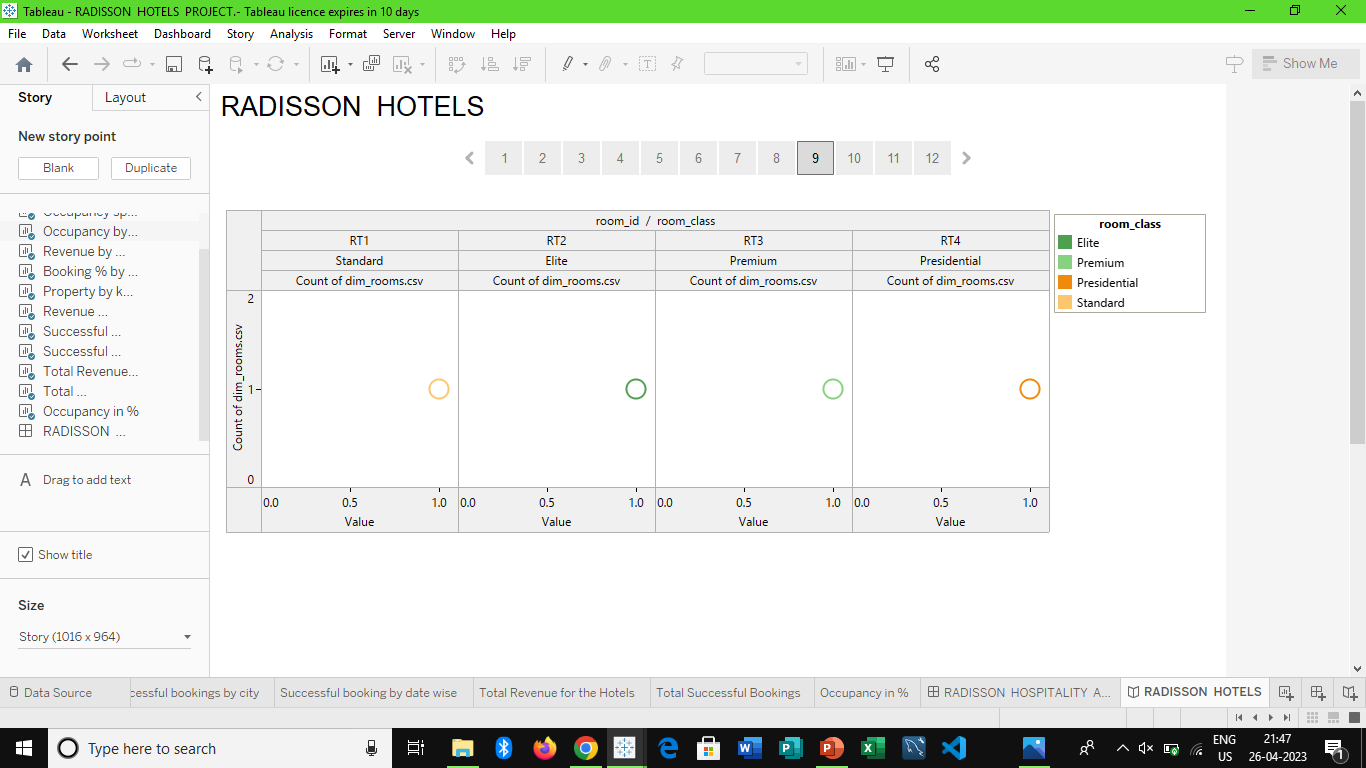 Tableau - RADISSON HOTELS PROJECT.- Tableau licence expires in 10 days
File Data Worksheet Dashboard Story Analysis Format Server Window Help
Show Me
Story Layout
New story point
Blank Duplicate
Occupancy sp...
Occupancy by...
Revenue by ...
Booking % by ...
Property by k...
Revenue ...
Successful ...
Successful ...
Total Revenue...
Total ...
Occupancy in %
RADISSON ...
A Drag to add text
Show title
Size
Story (1016 x 964)
RADISSON HOTELS
1 2 3 4 5 6 7 8 9 10 11 12
room_id / room_class
RT1 RT2 RT3 RT4
Standard Elite Premium Presidential
Count of dim_rooms.csv Count of dim_rooms.csv Count of dim_rooms.csv Count of dim_rooms.csv
Count of dim_rooms.csv
2
1
0
0.0 0.5 1.0 0.0 0.5 1.0 0.0 0.5 1.0 0.0 0.5 1.0
Value Value Value Value
room_class
Elite
Premium
Presidential
Standard
Data Source cessful bookings by city Successful booking by date wise Total Revenue for the Hotels Total Successful Bookings Occupancy in % RADISSON HOSPITALITY A... RADISSON HOTELS
Type here to search
ENG
US
21:47
26-04-2023
1